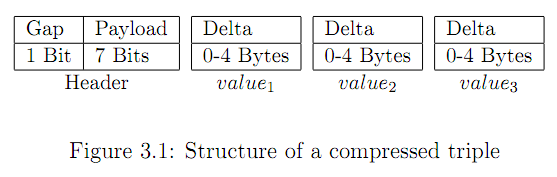 Gap Payload Delta Delta Delta
1 Bit 7 Bits 0-4 Bytes 0-4 Bytes 0-4 Bytes
Header value₁ value₂ value₃
Figure 3.1: Structure of a compressed triple